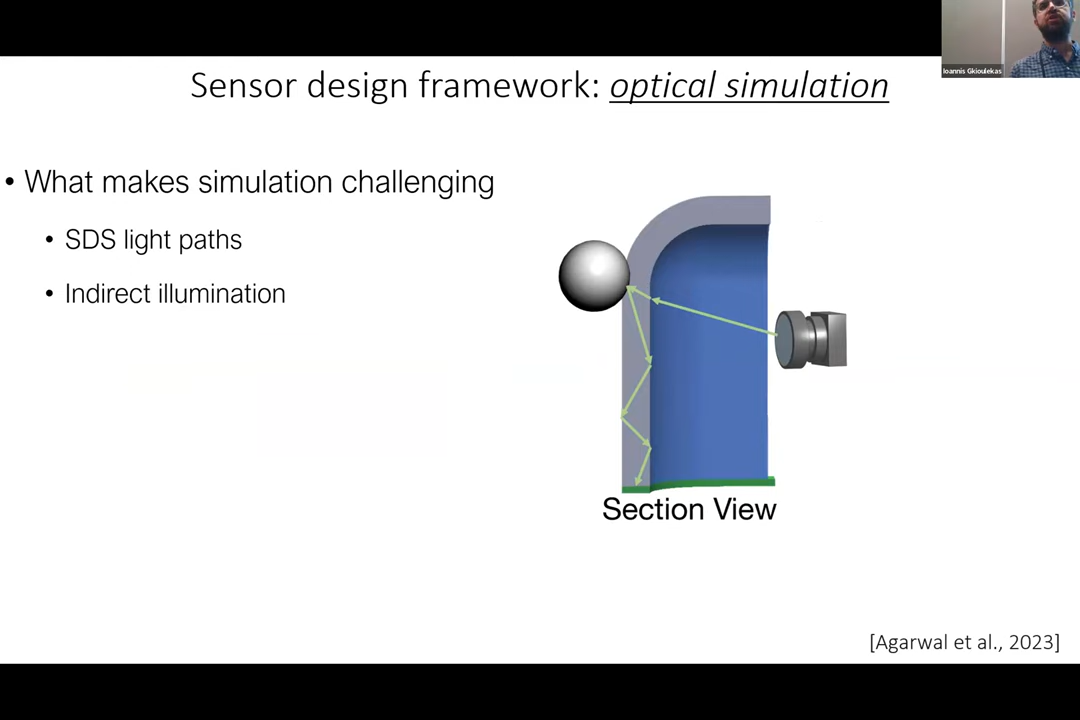 Ioannis Gkioulekas
Sensor design framework: optical simulation
• What makes simulation challenging
• SDS light paths
• Indirect illumination
Section View
[Agarwal et al., 2023]